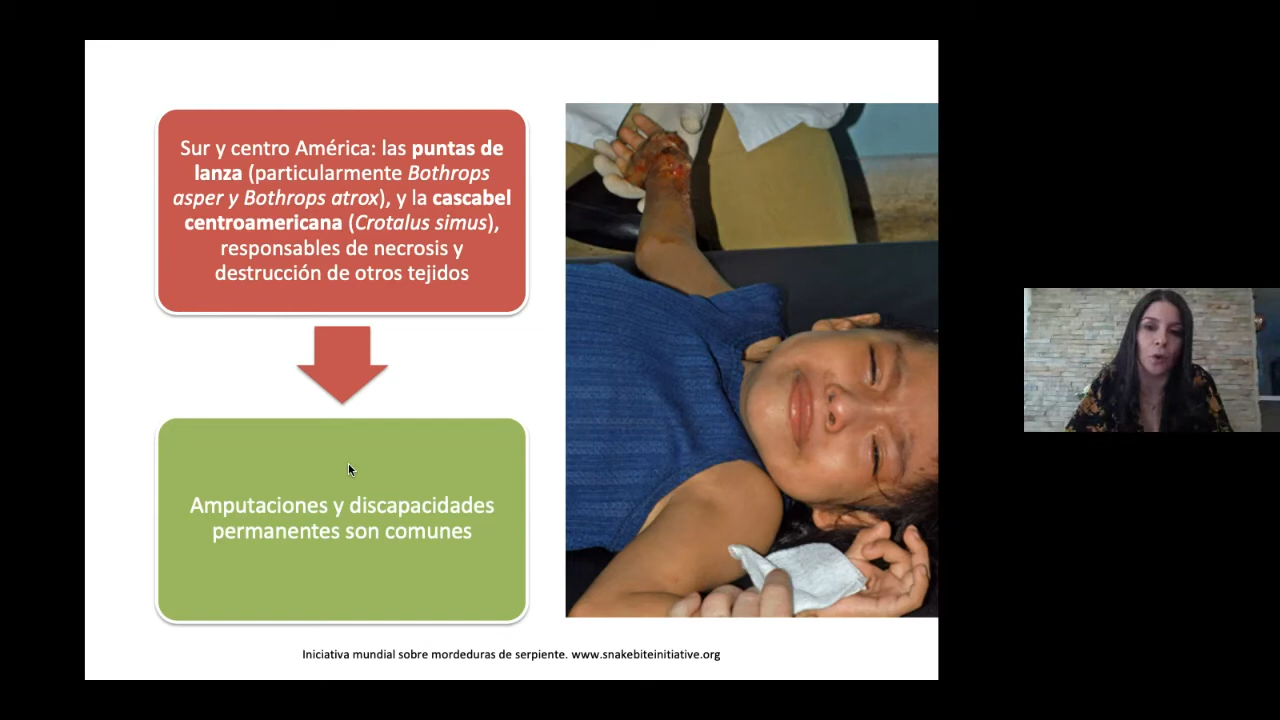 Sur y centro América: las puntas de
lanza (particularmente Bothrops
asper y Bothrops atrox), y la cascabel
centroamericana (Crotalus simus),
responsables de necrosis y
destrucción de otros tejidos
Amputaciones y discapacidades
permanentes son comunes
Iniciativa mundial sobre mordeduras de serpiente. www.snakebiteinitiative.org